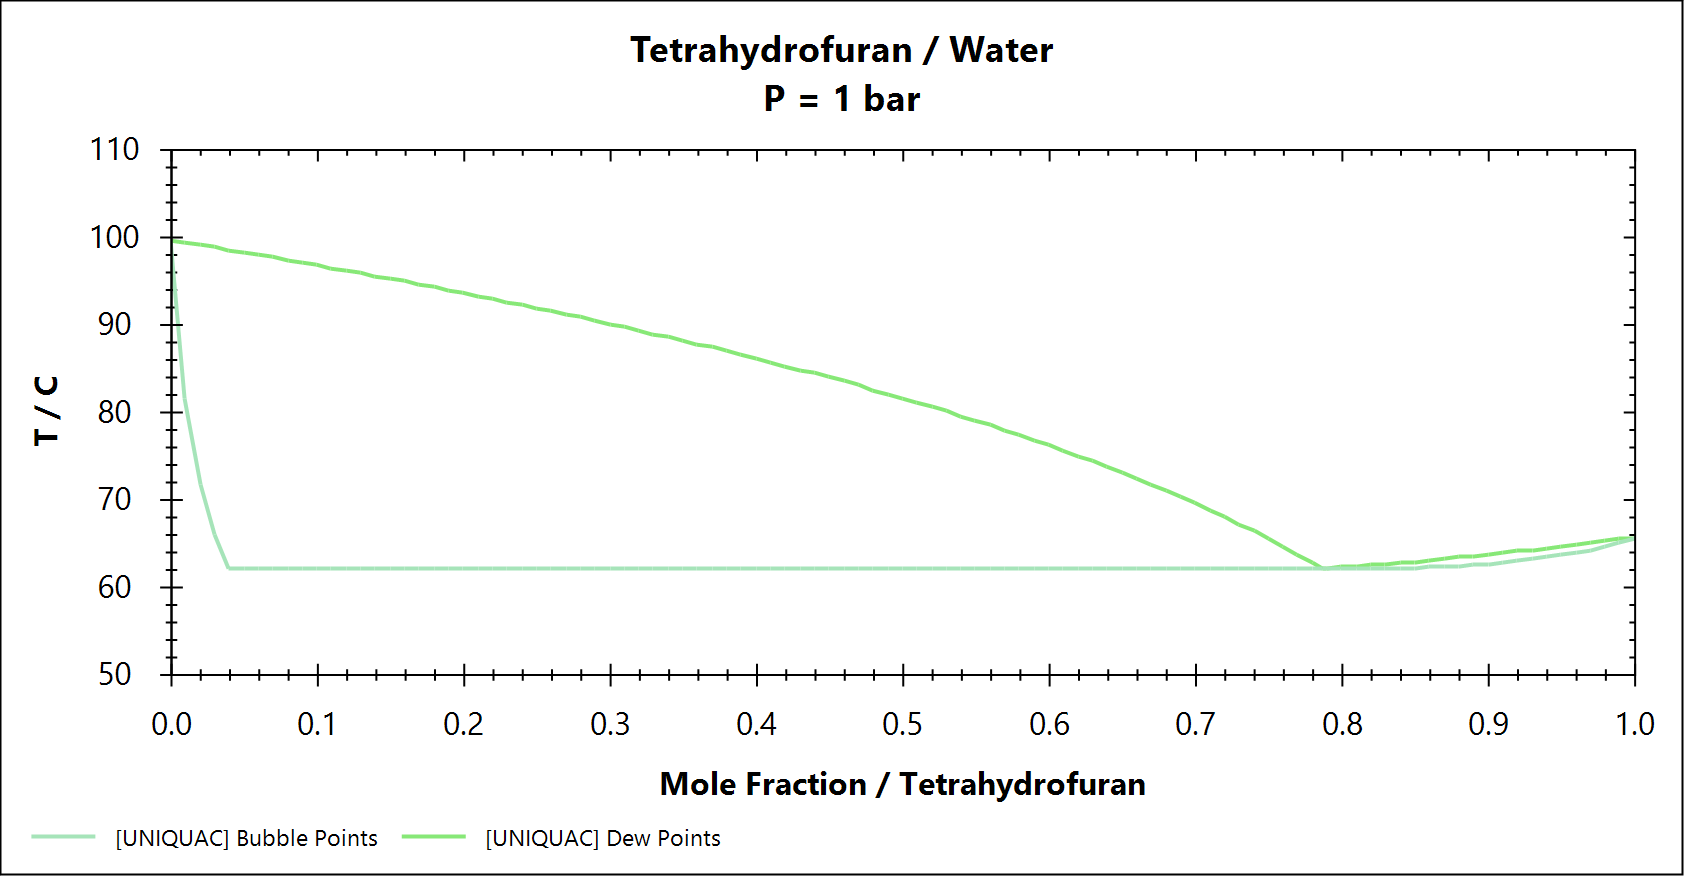 Tetrahydrofuran / Water
P = 1 bar
110
100
90
80
70
60
50
T / C
0.0 0.1 0.2 0.3 0.4 0.5 0.6 0.7 0.8 0.9 1.0
Mole Fraction / Tetrahydrofuran
[UNIQUAC] Bubble Points [UNIQUAC] Dew Points